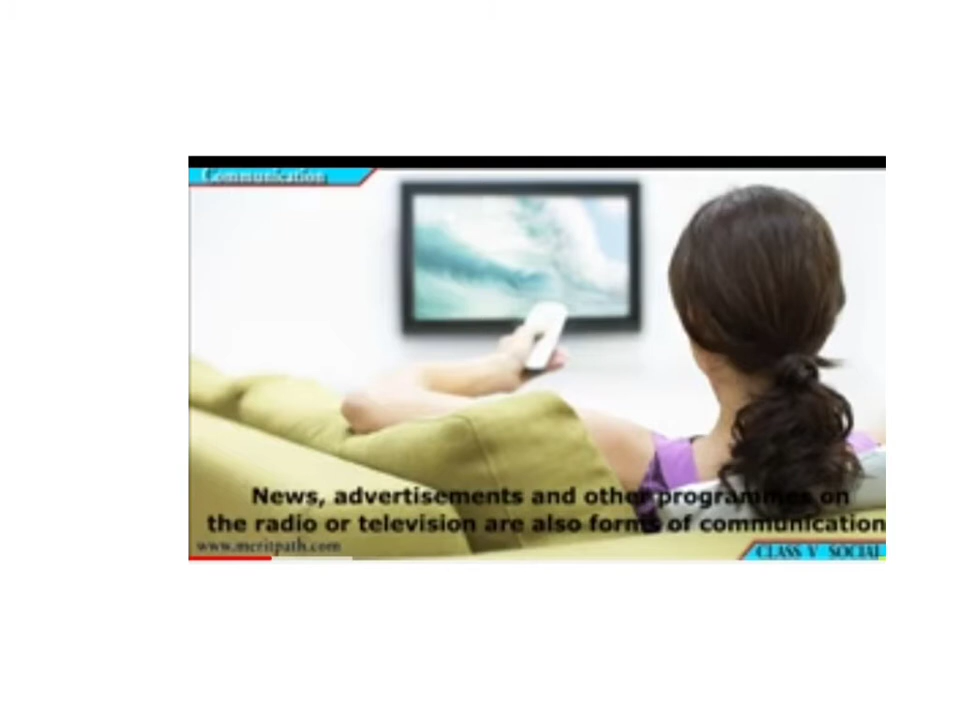 Communication
News, advertisements and other programmes on
the radio or television are also forms of communication
www.meritpath.com
CLASS V SOCIAL